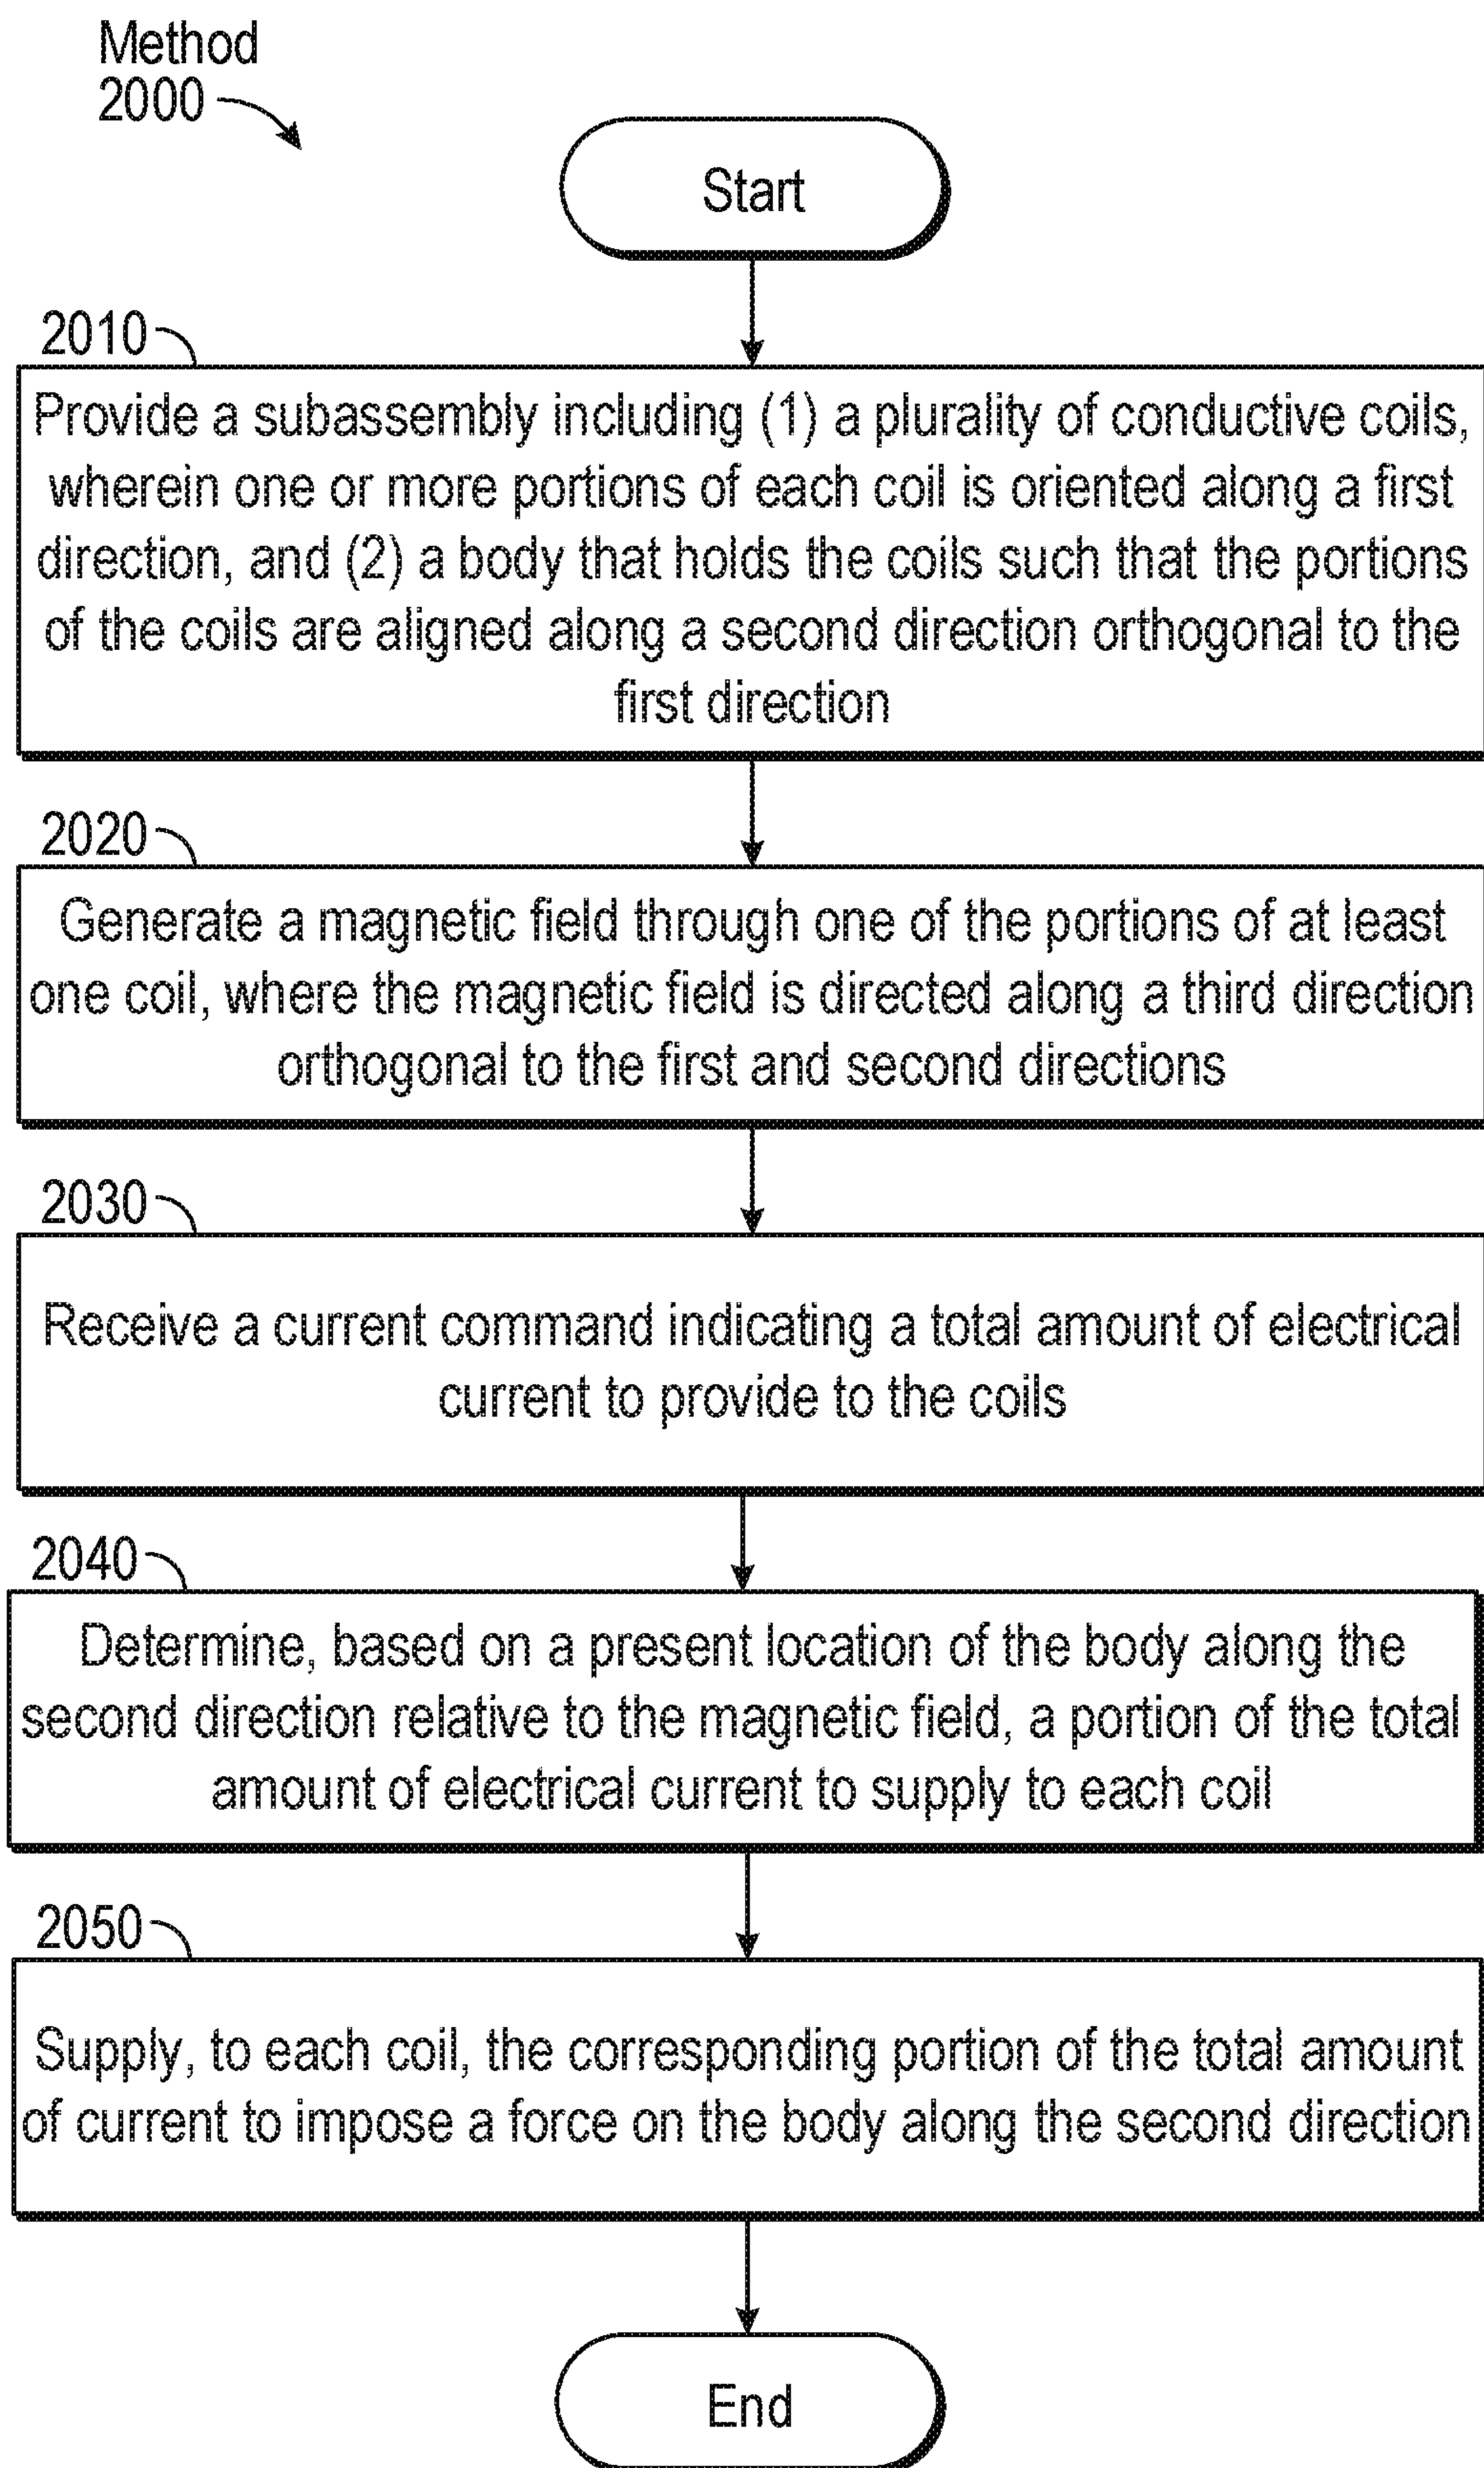 Method
2000
Start
2010
Provide a subassembly including (1) a plurality of conductive coils,
wherein one or more portions of each coil is oriented along a first
direction, and (2) a body that holds the coils such that the portions
of the coils are aligned along a second direction orthogonal to the
first direction
2020
Generate a magnetic field through one of the portions of at least
one coil, where the magnetic field is directed along a third direction
orthogonal to the first and second directions
2030
Receive a current command indicating a total amount of electrical
current to provide to the coils
2040
Determine, based on a present location of the body along the
second direction relative to the magnetic field, a portion of the total
amount of electrical current to supply to each coil
2050
Supply, to each coil, the corresponding portion of the total amount
of current to impose a force on the body along the second direction
End